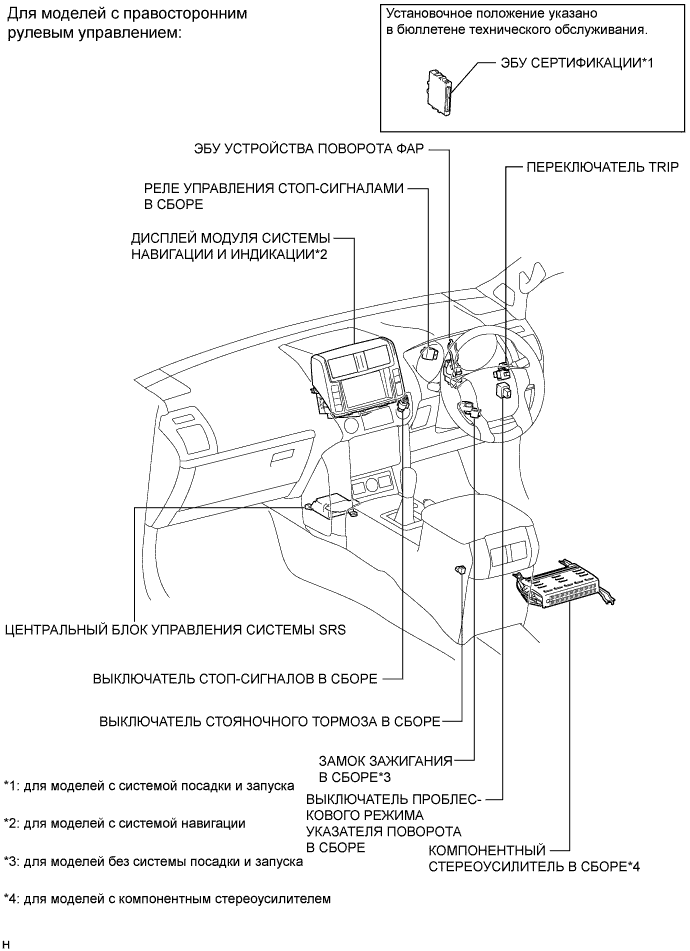 Для моделей с правосторонним
рулевым управлением:
Установочное положение указано
в бюллетене технического обслуживания.
ЭБУ СЕРТИФИКАЦИИ*1
ЭБУ УСТРОЙСТВА ПОВОРОТА ФАР
ПЕРЕКЛЮЧАТЕЛЬ TRIP
РЕЛЕ УПРАВЛЕНИЯ СТОП-СИГНАЛАМИ
В СБОРЕ
ДИСПЛЕЙ МОДУЛЯ СИСТЕМЫ
НАВИГАЦИИ И ИНДИКАЦИИ*2
ЦЕНТРАЛЬНЫЙ БЛОК УПРАВЛЕНИЯ СИСТЕМЫ SRS
ВЫКЛЮЧАТЕЛЬ СТОП-СИГНАЛОВ В СБОРЕ
ВЫКЛЮЧАТЕЛЬ СТОЯНОЧНОГО ТОРМОЗА В СБОРЕ
ЗАМОК ЗАЖИГАНИЯ
В СБОРЕ*3
ВЫКЛЮЧАТЕЛЬ ПРОБЛЕС-
КОВОГО РЕЖИМА
УКАЗАТЕЛЯ ПОВОРОТА
В СБОРЕ
КОМПОНЕНТНЫЙ
СТЕРЕОУСИЛИТЕЛЬ В СБОРЕ*4
*1: для моделей с системой посадки и запуска
*2: для моделей с системой навигации
*3: для моделей без системы посадки и запуска
*4: для моделей с компонентным стереоусилителем
H